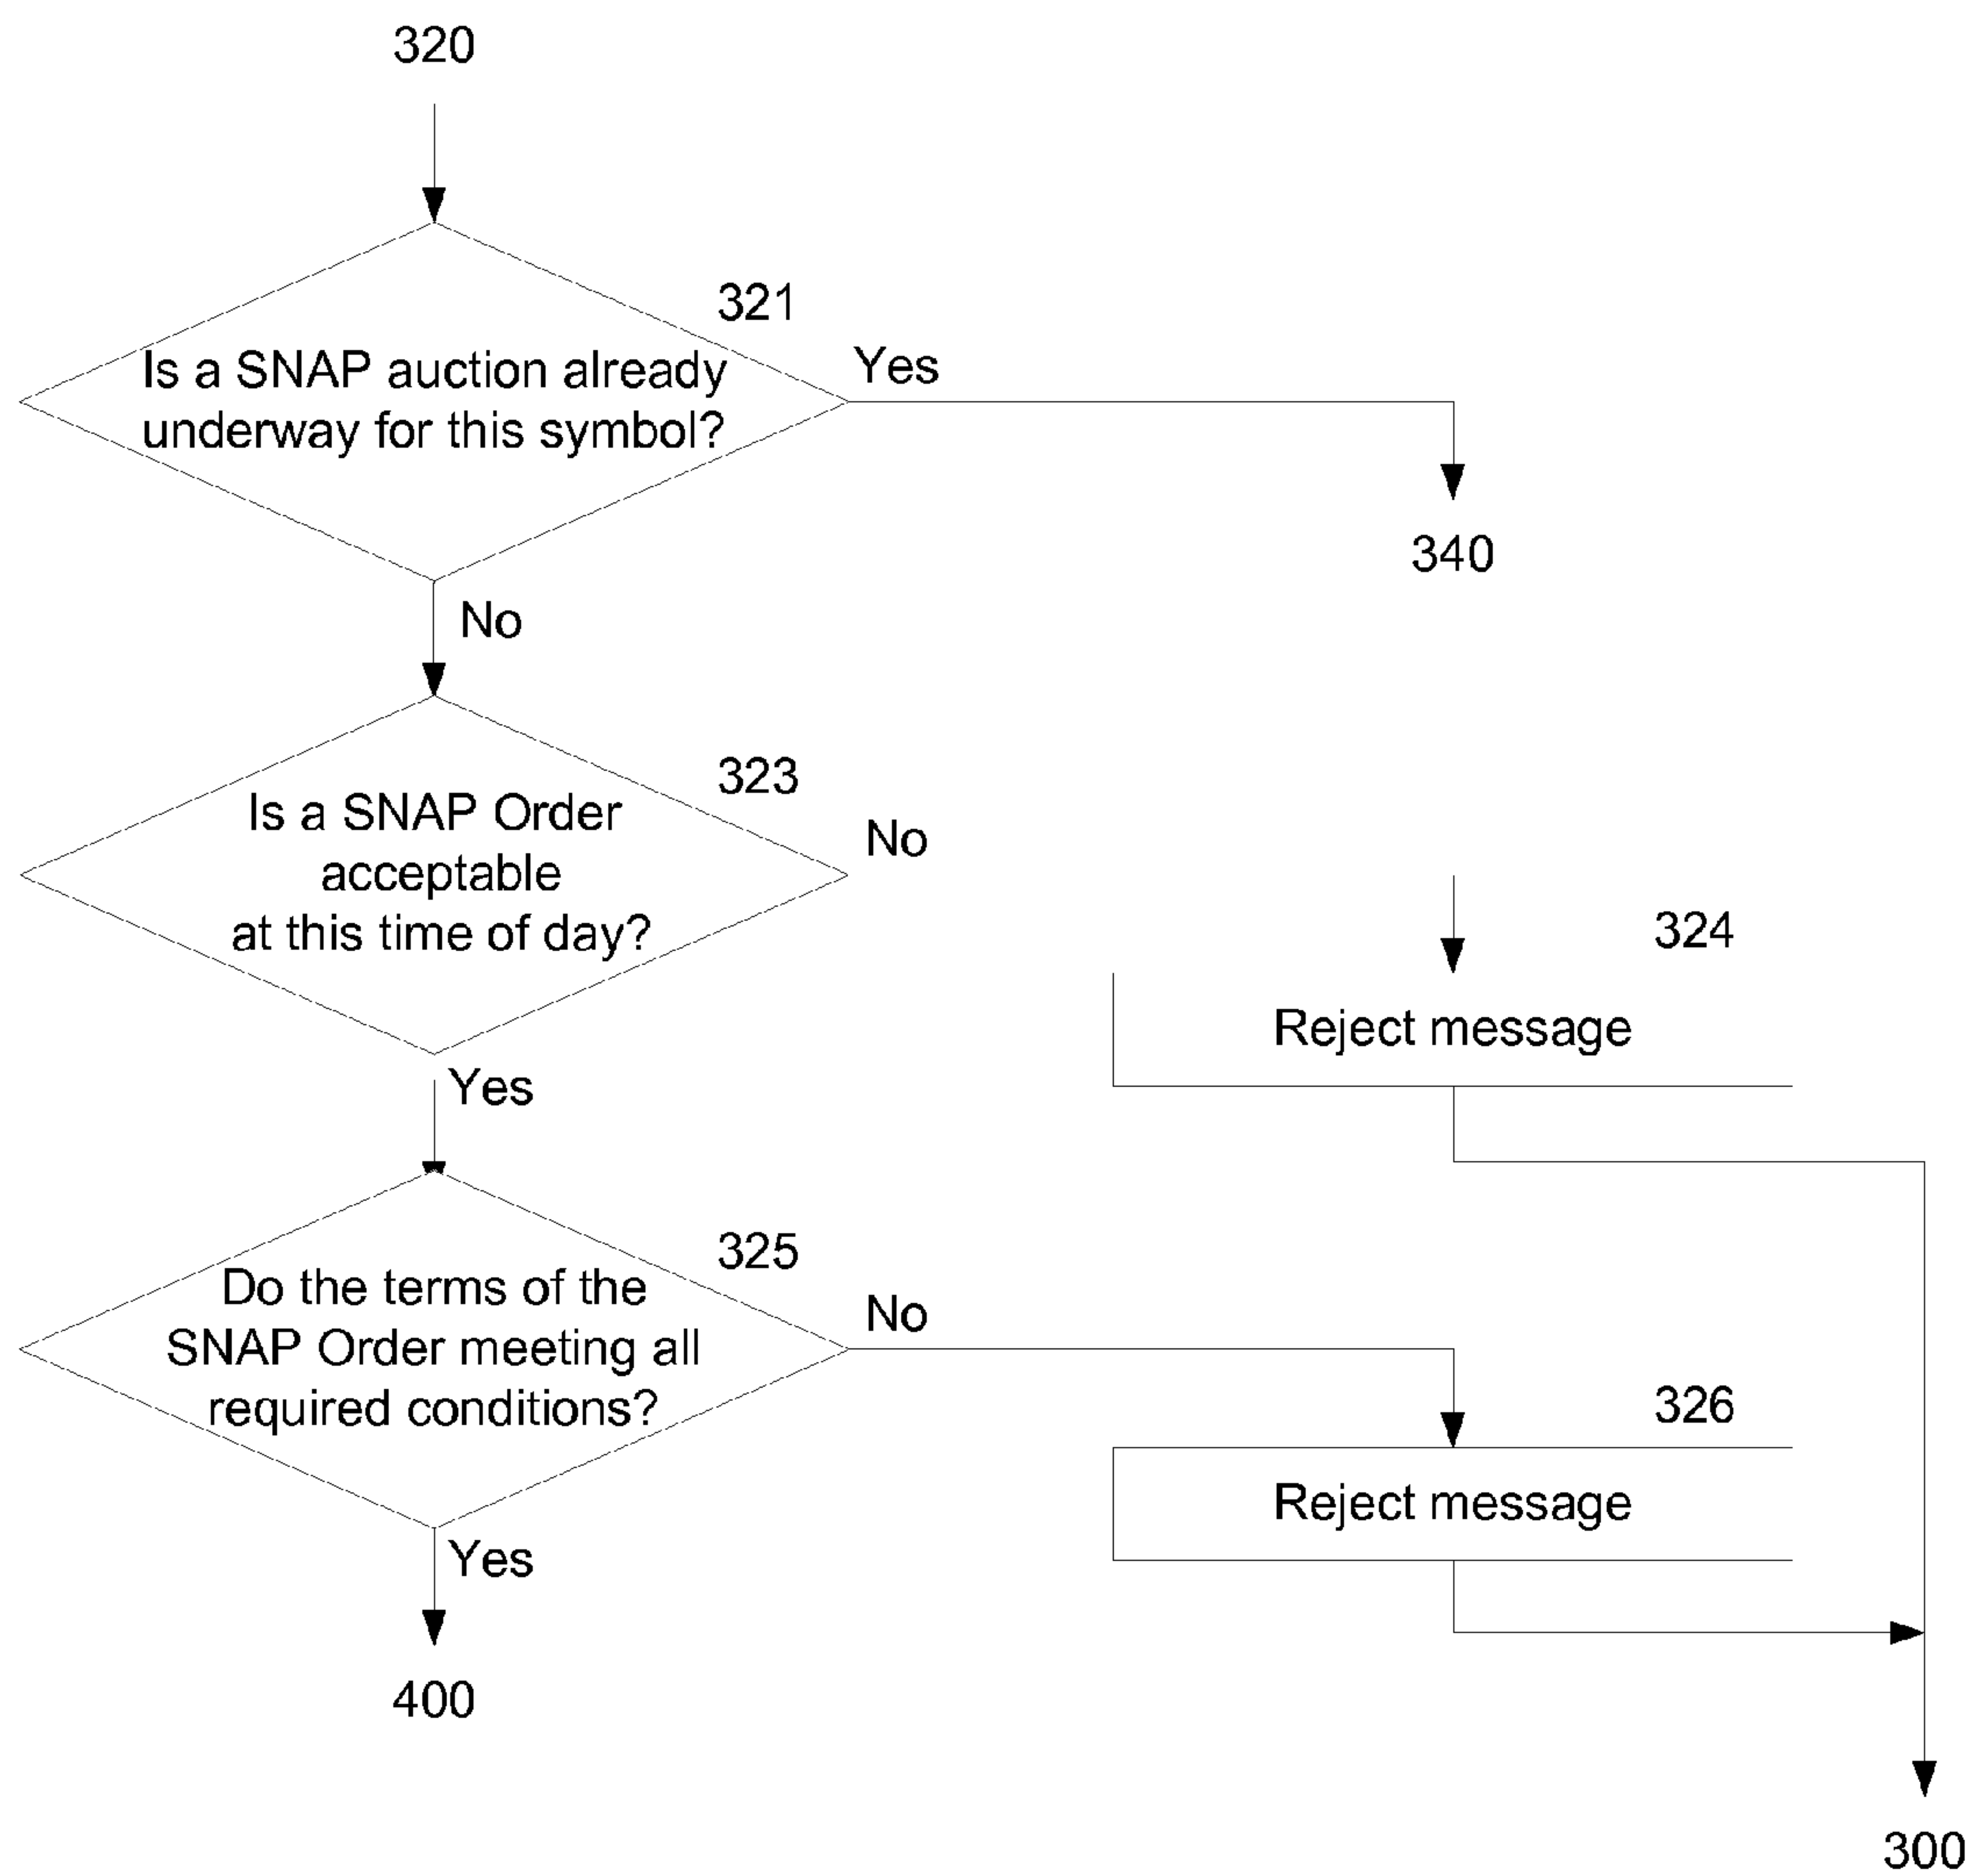 320
321
Is a SNAP auction already
underway for this symbol?
Yes
340
No
323
Is a SNAP Order
acceptable
at this time of day?
No
324
Reject message
Yes
325
Do the terms of the
SNAP Order meeting all
required conditions?
No
326
Reject message
Yes
400
300